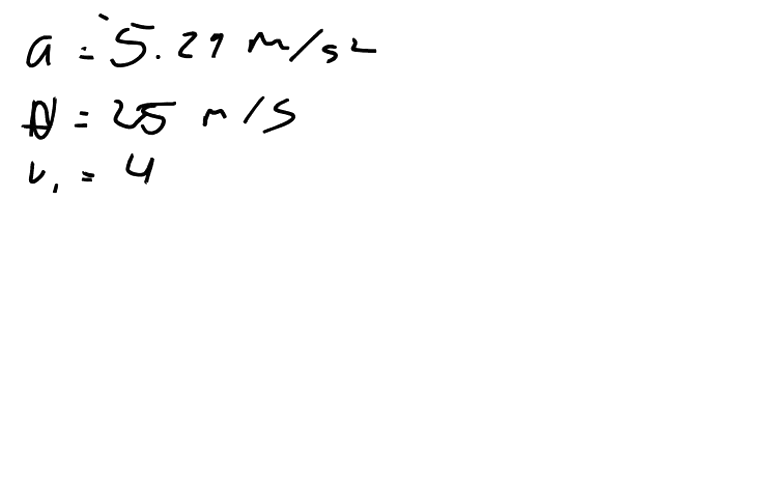 a = 5.29 m/s²
= 25 m/s
v₁ = 4